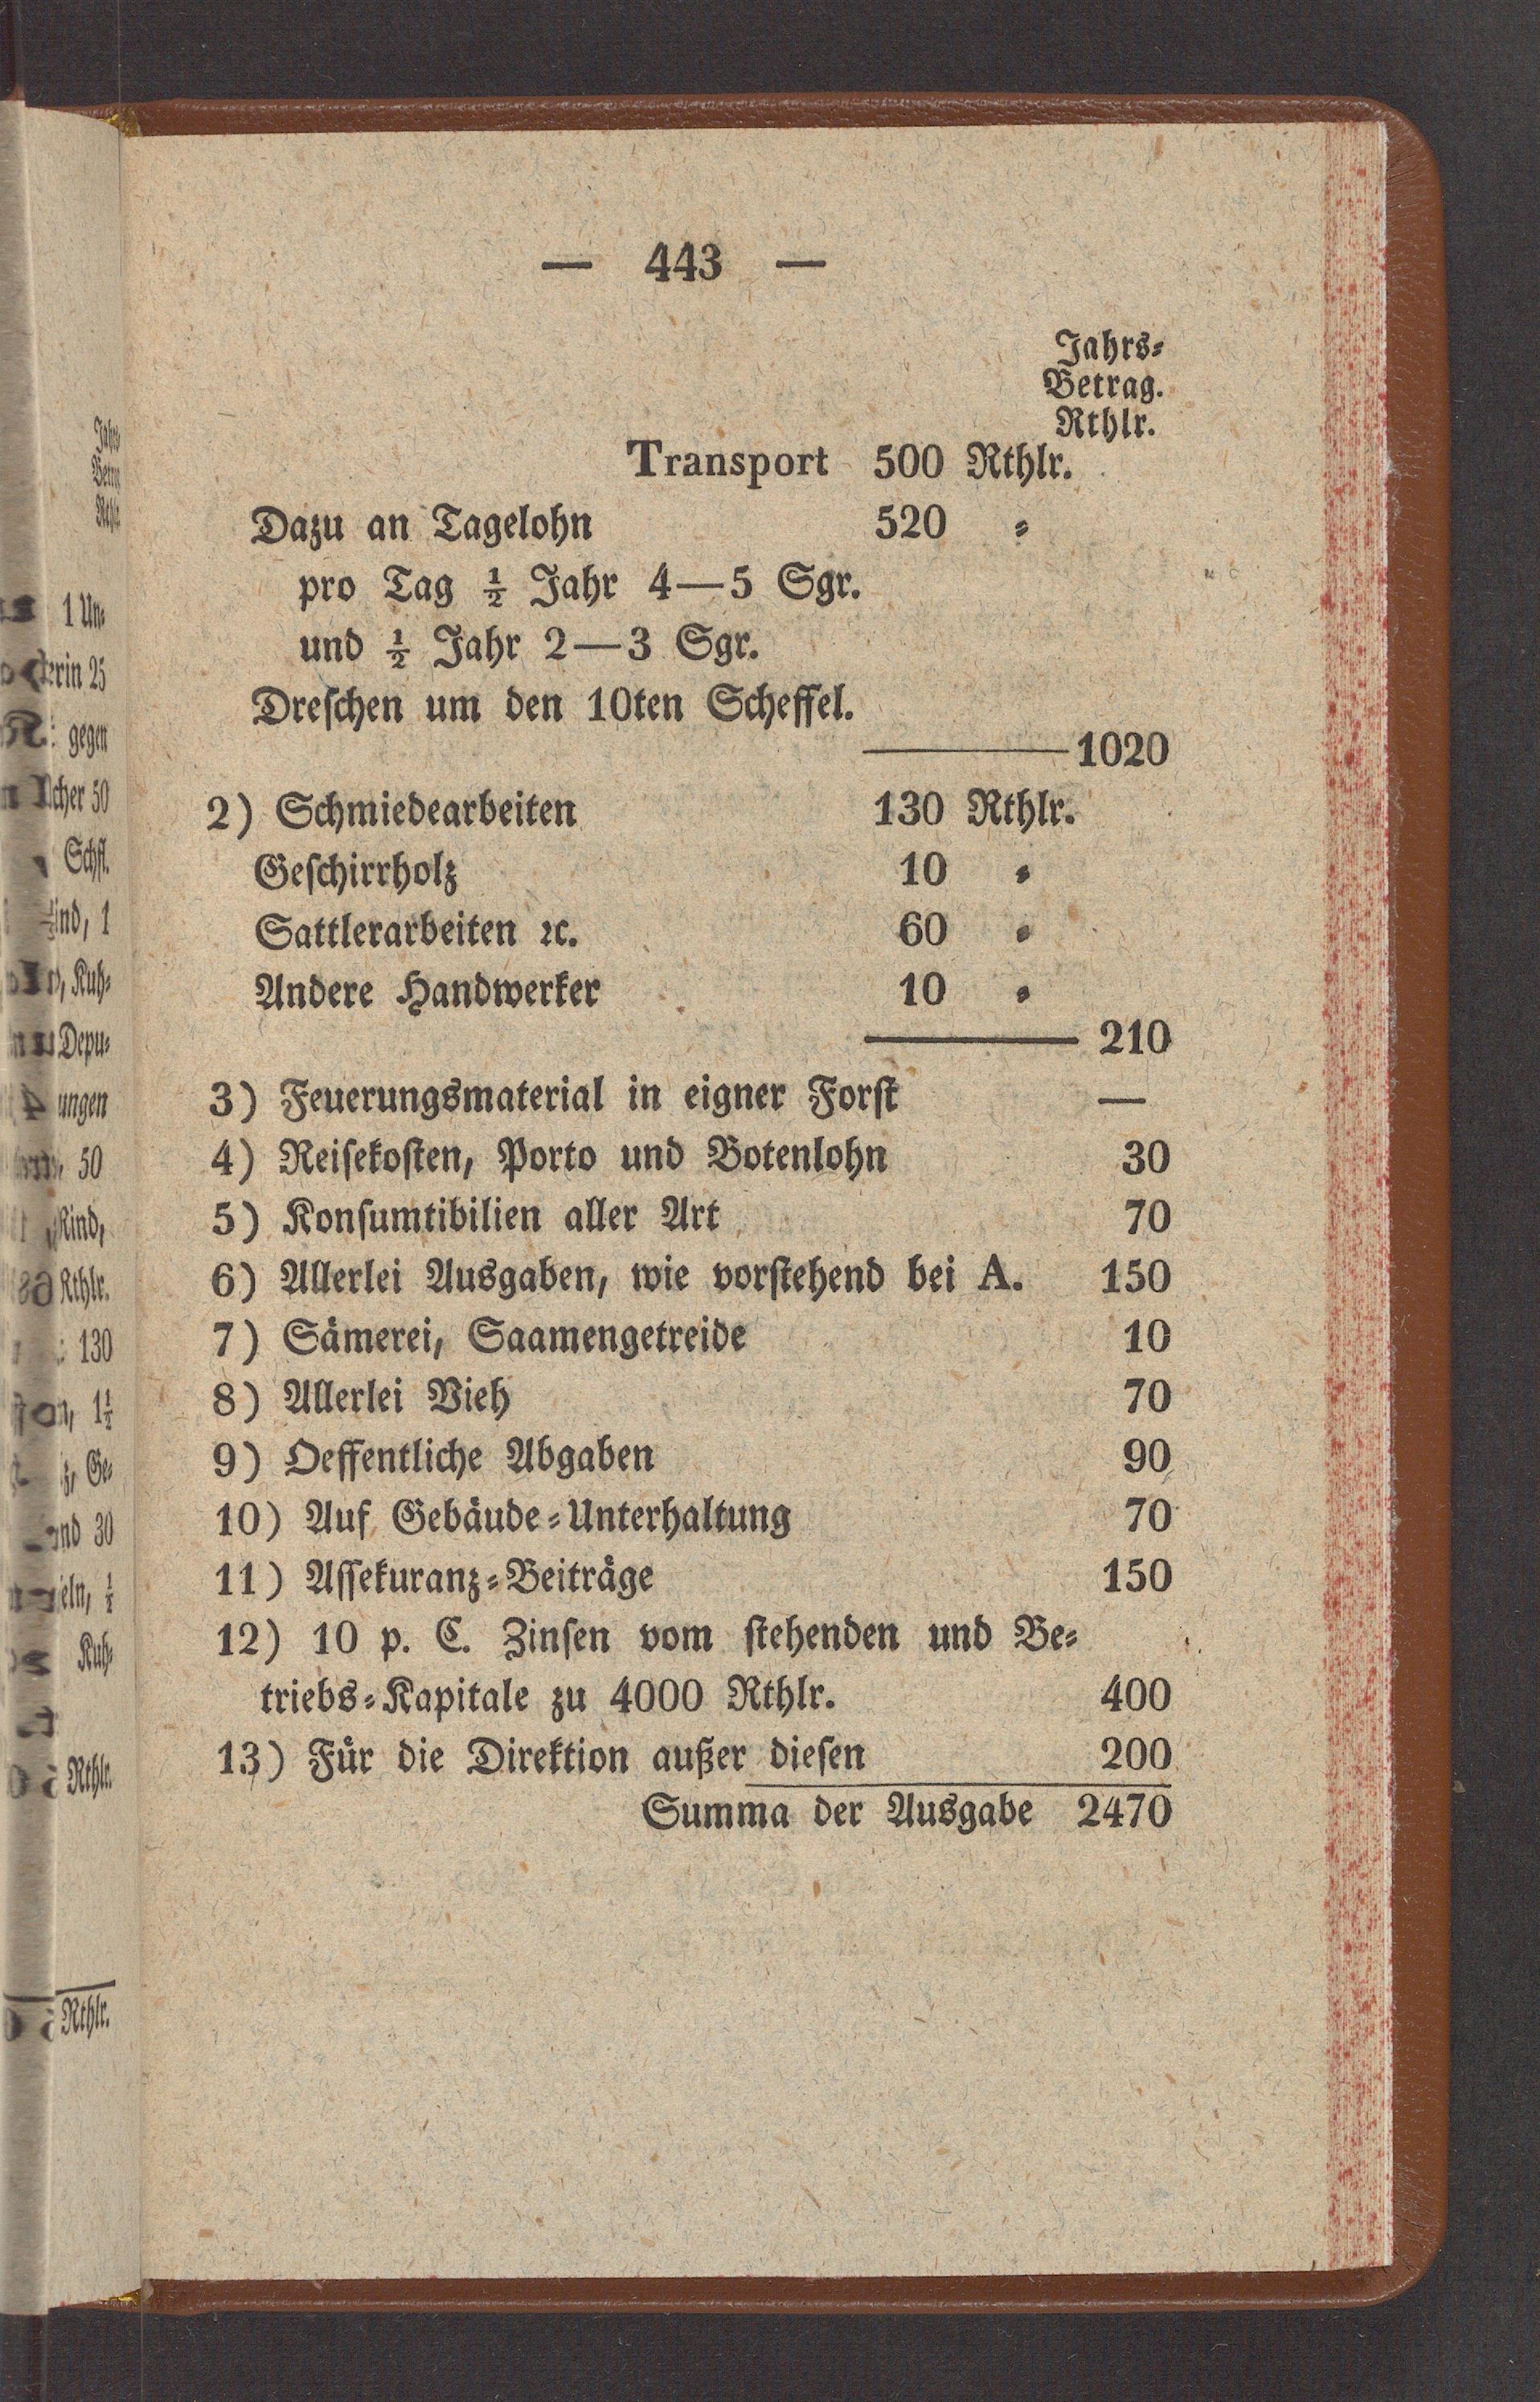 — 443 —
Jahrs-
Betrag.
Rthlr.
Transport 500 Rthlr.
Dazu an Tagelohn 520 "
pro Tag ½ Jahr 4—5 Sgr.
und ½ Jahr 2—3 Sgr.
Dreschen um den 10ten Scheffel.
1020
2) Schmiedearbeiten 130 Rthlr.
Geschirrholz 10 "
Sattlerarbeiten ꝛc. 60 "
Andere Handwerker 10 "
210
3) Feuerungsmaterial in eigner Forst —
4) Reisekosten, Porto und Botenlohn 30
5) Konsumtibilien aller Art 70
6) Allerlei Ausgaben, wie vorstehend bei A. 150
7) Sämerei, Saamengetreide 10
8) Allerlei Vieh 70
9) Oeffentliche Abgaben 90
10) Auf Gebäude-Unterhaltung 70
11) Assekuranz-Beiträge 150
12) 10 p. C. Zinsen vom stehenden und Be-
triebs-Kapitale zu 4000 Rthlr. 400
13) Für die Direktion außer diesen 200
Summa der Ausgabe 2470